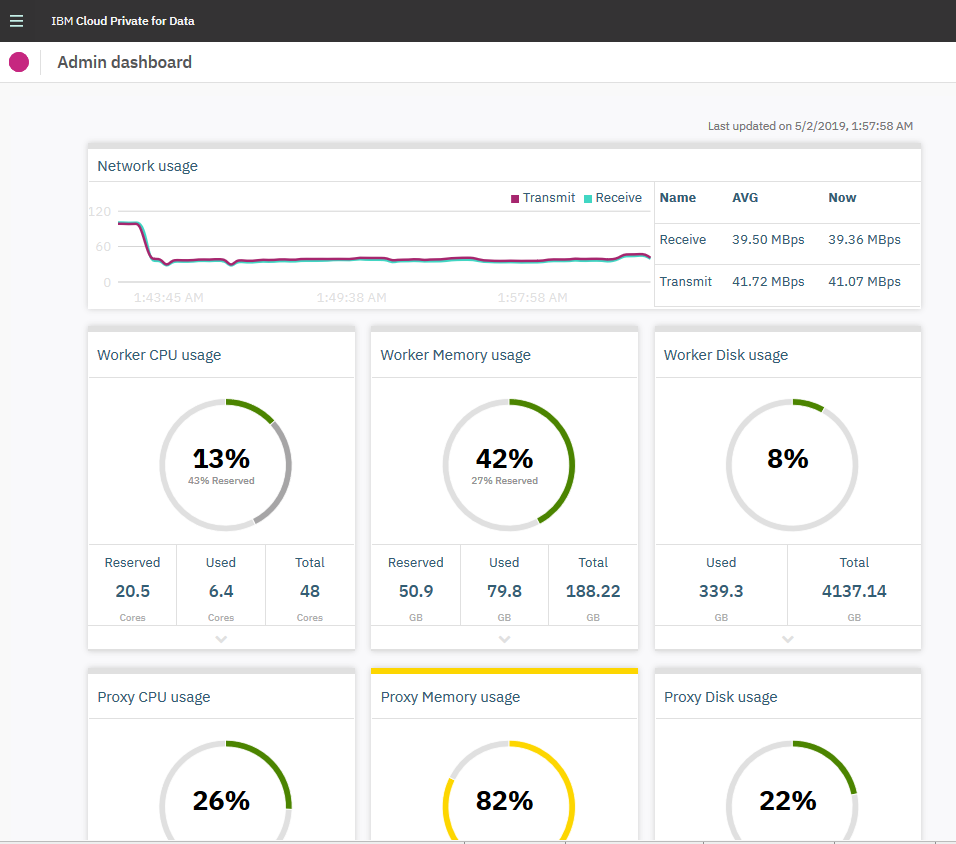 IBM Cloud Private for Data
Admin dashboard
Last updated on 5/2/2019, 1:57:58 AM
Network usage
Transmit Receive
120
60
0
1:43:45 AM 1:49:38 AM 1:57:58 AM
Name AVG Now
Receive 39.50 MBps 39.36 MBps
Transmit 41.72 MBps 41.07 MBps
Worker CPU usage
13%
43% Reserved
Reserved Used Total
20.5 6.4 48
Cores Cores Cores
Worker Memory usage
42%
27% Reserved
Reserved Used Total
50.9 79.8 188.22
GB GB GB
Worker Disk usage
8%
Used Total
339.3 4137.14
GB GB
Proxy CPU usage
26%
Proxy Memory usage
82%
Proxy Disk usage
22%